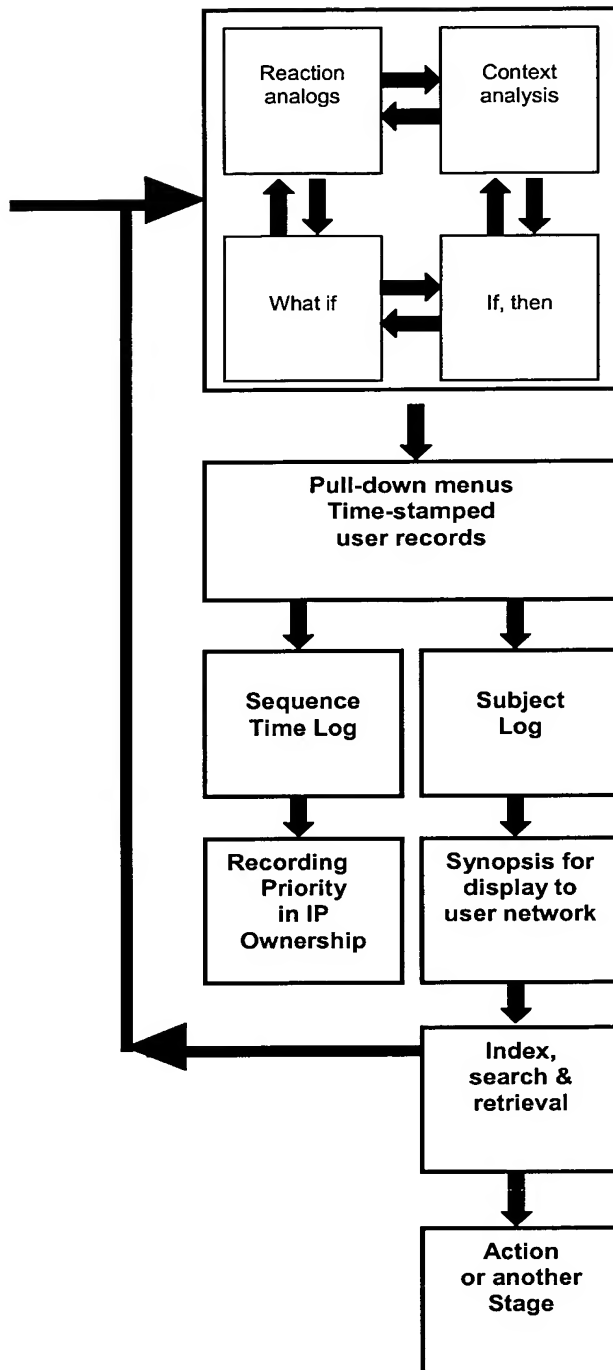 Reaction
analogs
Context
analysis
What if
If, then
Pull-down menus
Time-stamped
user records
Sequence
Time Log
Subject
Log
Recording
Priority
in IP
Ownership
Synopsis for
display to
user network
Index,
search &
retrieval
Action
or another
Stage